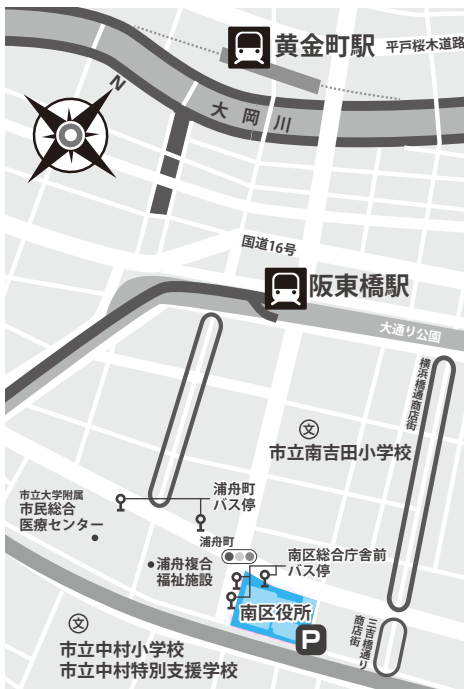 黄金町駅
平戸桜木道路
N
大岡川
国道16号
阪東橋駅
大通り公園
横浜橋通商店街
文
市立南吉田小学校
市立大学附属
市民総合
医療センター
浦舟町
バス停
浦舟町
浦舟複合
福祉施設
南区総合庁舎前
バス停
南区役所
P
三吉橋通り
商店街
文
市立中村小学校
市立中村特別支援学校